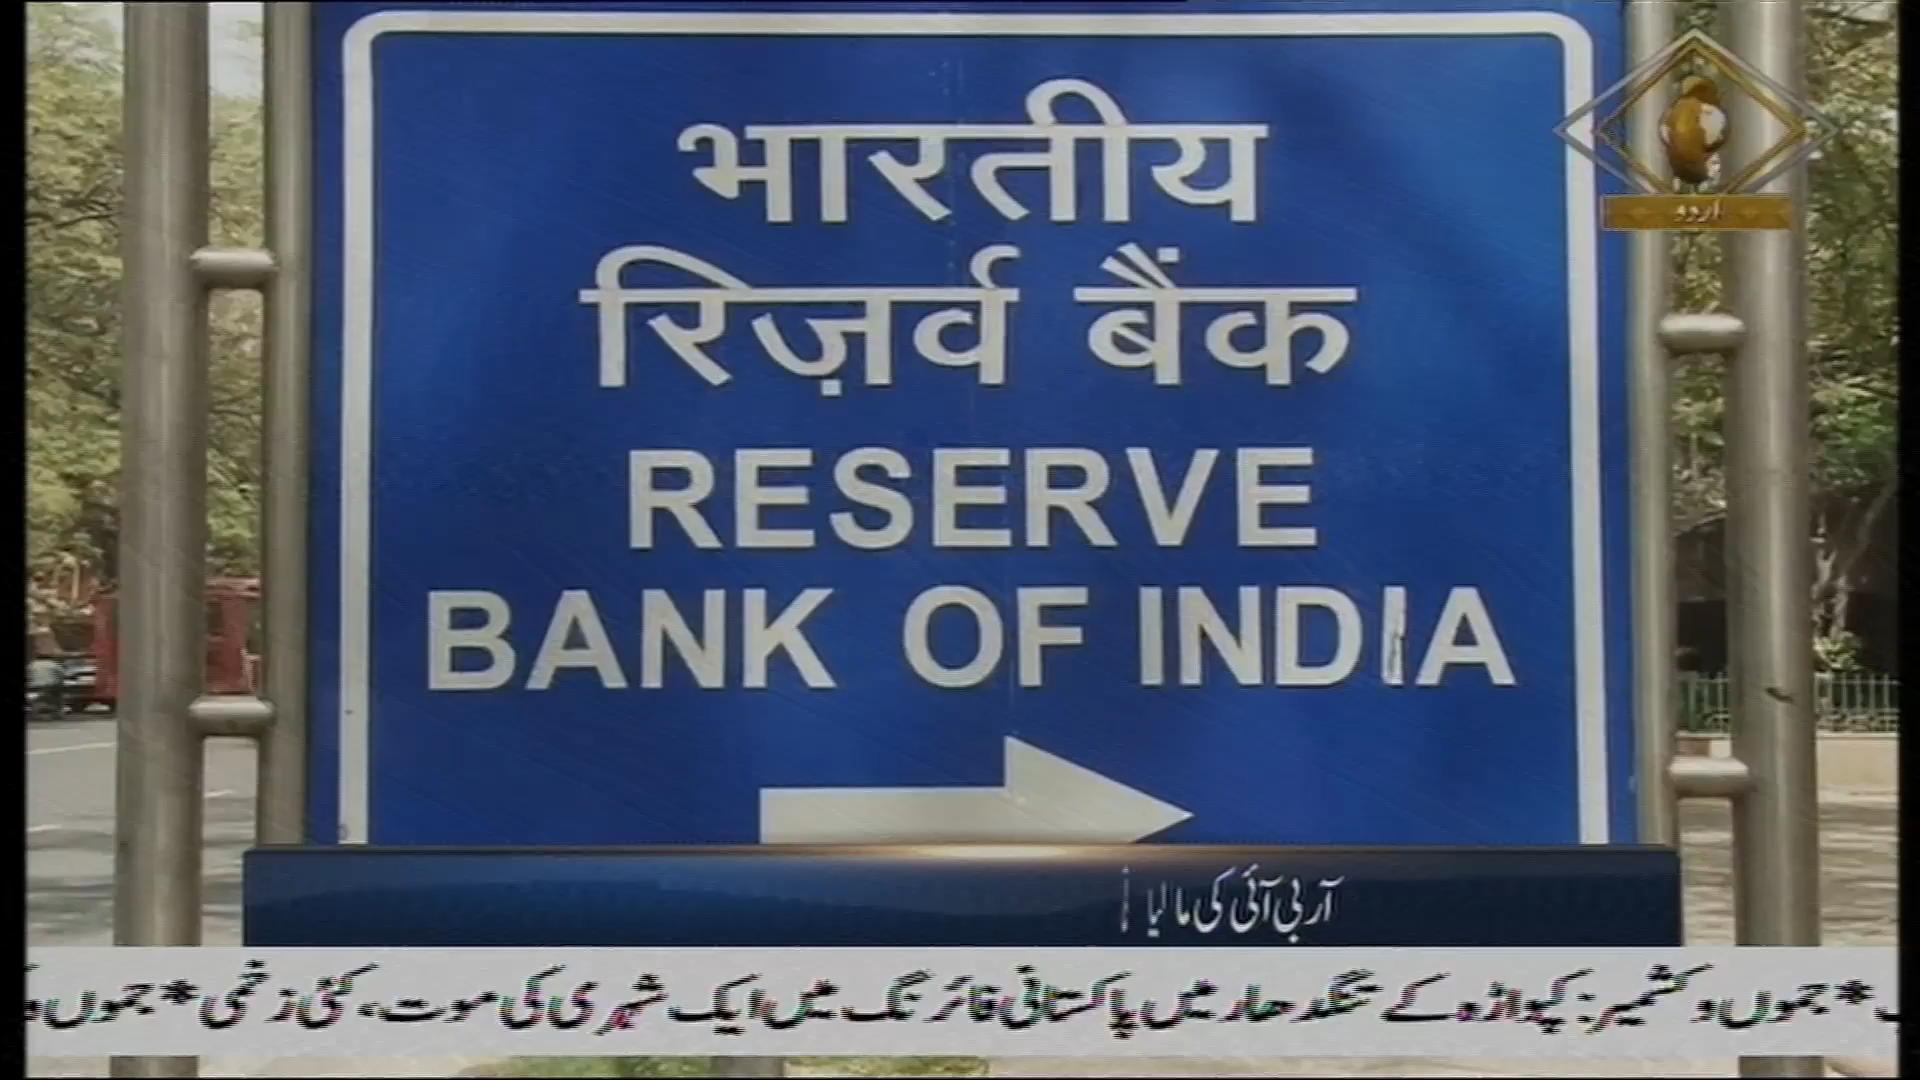 भारतीय
रिज़र्व बैंक
RESERVE
BANK OF INDIA
اردو
آر بی آئی کی مالیا
*جموں و کشمیر: کپواڑہ کے تنگدھار میں پاکستانی فائرنگ میں ایک شہری کی موت، کئی زخمی * جموں و